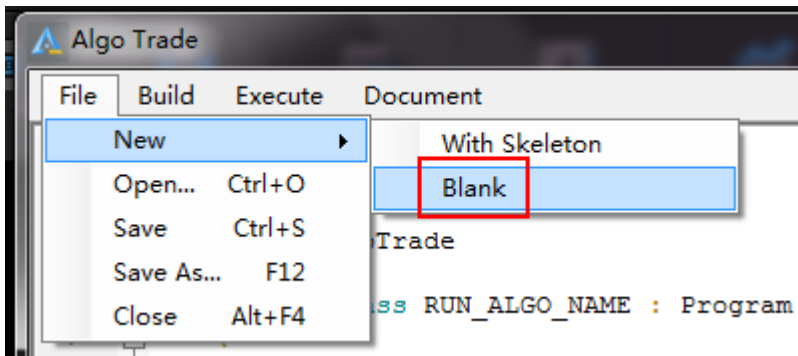 Algo Trade
File Build Execute Document
New
With Skeleton
Open... Ctrl+O
Blank
Save Ctrl+S
Trade
Save As... F12
Close Alt+F4
RUN_ALGO_NAME : Program